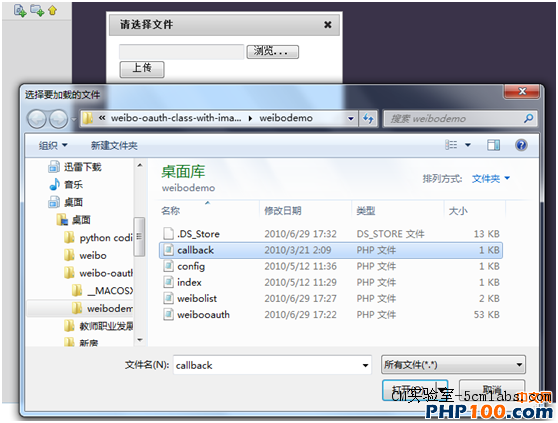 请选择文件
浏览...
上传
选择要加载的文件
« weibo-oauth-class-with-ima... ▸ weibodemo
搜索 weibodemo
组织 新建文件夹
迅雷下载
音乐
桌面
桌面
python codi
weibo
weibo-oauth
__MACOSX
weibodemo
教师职业发展
新房
桌面库
weibodemo
排列方式: 文件夹
名称 修改日期 类型 大小
.DS_Store 2010/6/29 17:32 DS_STORE 文件 13 KB
callback 2010/3/21 2:09 PHP 文件 1 KB
config 2010/5/12 11:36 PHP 文件 1 KB
index 2010/5/12 11:29 PHP 文件 1 KB
weibolist 2010/6/29 17:27 PHP 文件 2 KB
weibooauth 2010/6/29 17:22 PHP 文件 53 KB
文件名(N): callback
所有文件(*.*)
打开(O) 取消
CM实验室-5cmlabs.com
PHP100.com